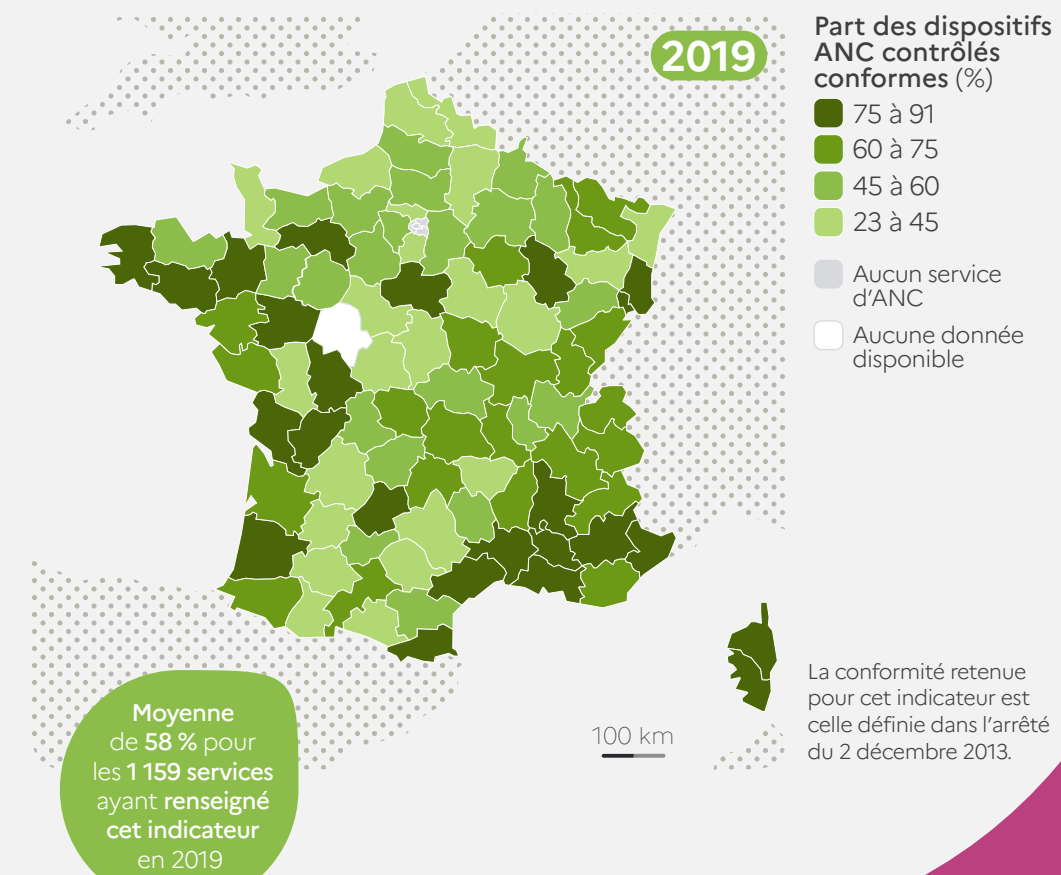 2019
Part des dispositifs
ANC contrôlés
conformes (%)
75 à 91
60 à 75
45 à 60
23 à 45
Aucun service
d'ANC
Aucune donnée
disponible
La conformité retenue
pour cet indicateur est
celle définie dans l'arrêté
du 2 décembre 2013.
100 km
Moyenne
de 58 % pour
les 1 159 services
ayant renseigné
cet indicateur
en 2019